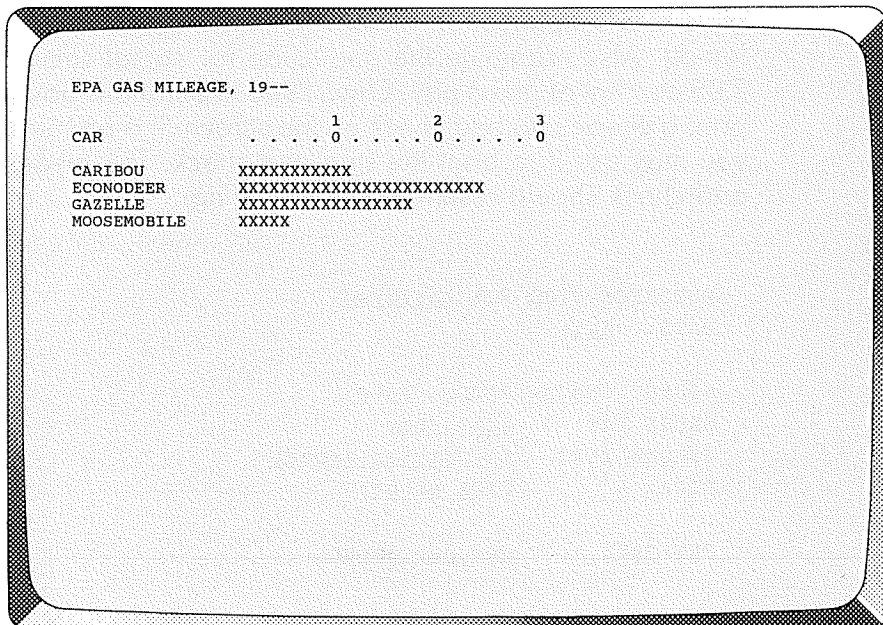 EPA GAS MILEAGE, 19--
1 2 3
CAR . . . . 0 . . . . 0 . . . . 0
CARIBOU XXXXXXXXXXX
ECONODEER XXXXXXXXXXXXXXXXXXXXXXXX
GAZELLE XXXXXXXXXXXXXXXXX
MOOSEMOBILE XXXXX